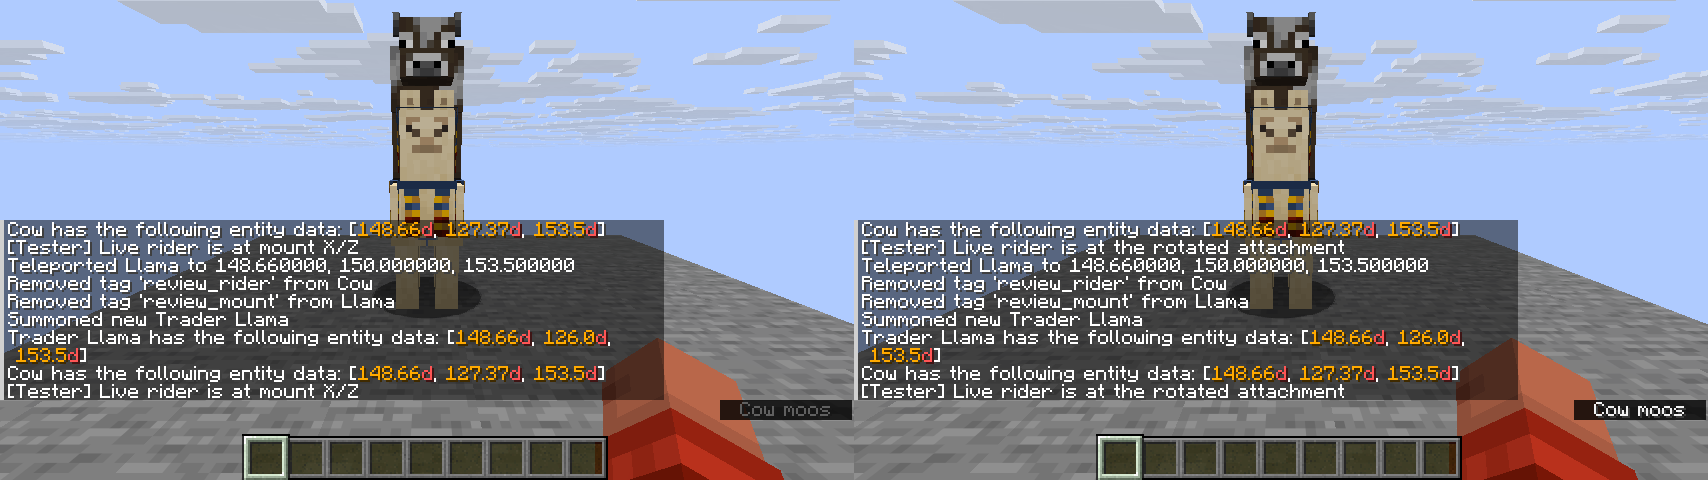 Cow has the following entity data: [148.66d, 127.37d, 153.5d]
[Tester] Live rider is at mount X/Z
Teleported Llama to 148.660000, 150.000000, 153.500000
Removed tag 'review_rider' from Cow
Removed tag 'review_mount' from Llama
Summoned new Trader Llama
Trader Llama has the following entity data: [148.66d, 126.0d,
153.5d]
Cow has the following entity data: [148.66d, 127.37d, 153.5d]
[Tester] Live rider is at mount X/Z
Cow moos
Cow has the following entity data: [148.66d, 127.37d, 153.5d]
[Tester] Live rider is at the rotated attachment
Teleported Llama to 148.660000, 150.000000, 153.500000
Removed tag 'review_rider' from Cow
Removed tag 'review_mount' from Llama
Summoned new Trader Llama
Trader Llama has the following entity data: [148.66d, 126.0d,
153.5d]
Cow has the following entity data: [148.66d, 127.37d, 153.5d]
[Tester] Live rider is at the rotated attachment
Cow moos